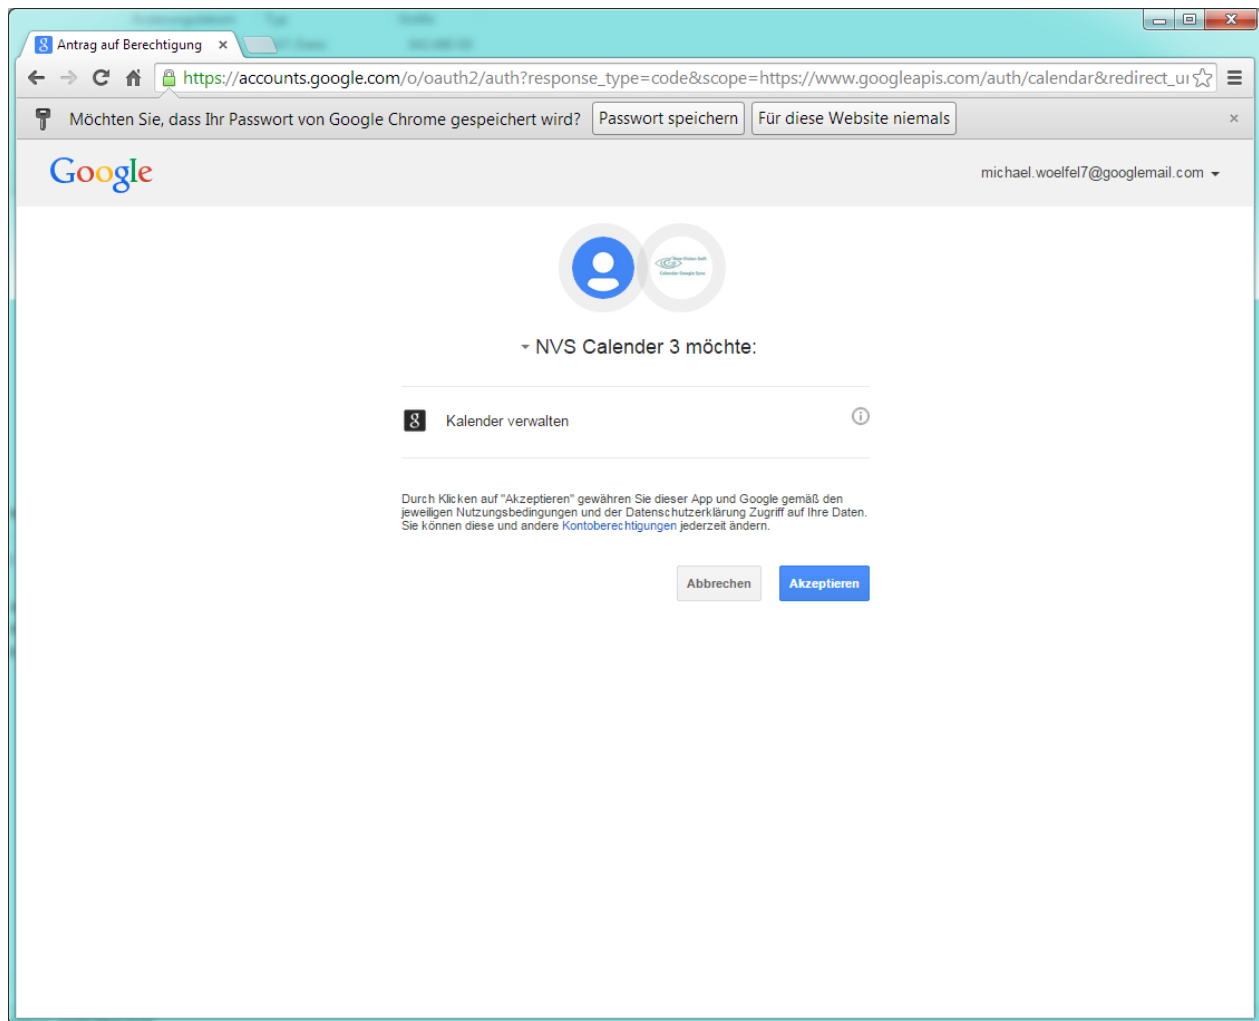 Antrag auf Berechtigung
https://accounts.google.com/o/oauth2/auth?response_type=code&scope=https://www.googleapis.com/auth/calendar&redirect_u
Möchten Sie, dass Ihr Passwort von Google Chrome gespeichert wird? Passwort speichern Für diese Website niemals
Google michael.woelfel7@googlemail.com
Calender Google Sync
NVS Calender 3 möchte:
g Kalender verwalten
Durch Klicken auf "Akzeptieren" gewähren Sie dieser App und Google gemäß den
jeweiligen Nutzungsbedingungen und der Datenschutzerklärung Zugriff auf Ihre Daten.
Sie können diese und andere Kontoberechtigungen jederzeit ändern.
Abbrechen Akzeptieren